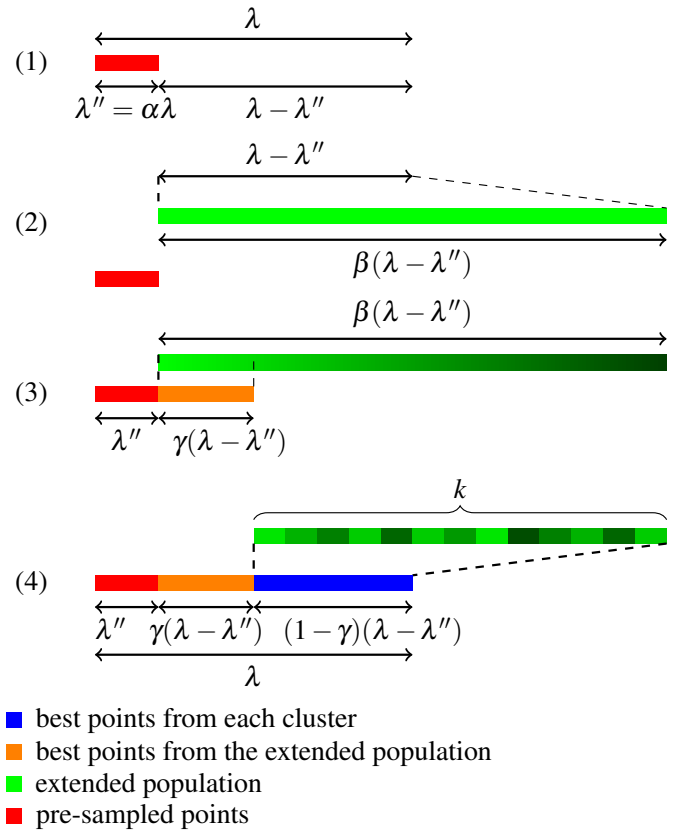 λ
(1)
λ″ = αλ λ − λ″
λ − λ″
(2)
β(λ − λ″)
β(λ − λ″)
(3)
λ″ γ(λ − λ″)
k
(4)
λ″ γ(λ − λ″) (1 − γ)(λ − λ″)
λ
best points from each cluster
best points from the extended population
extended population
pre-sampled points